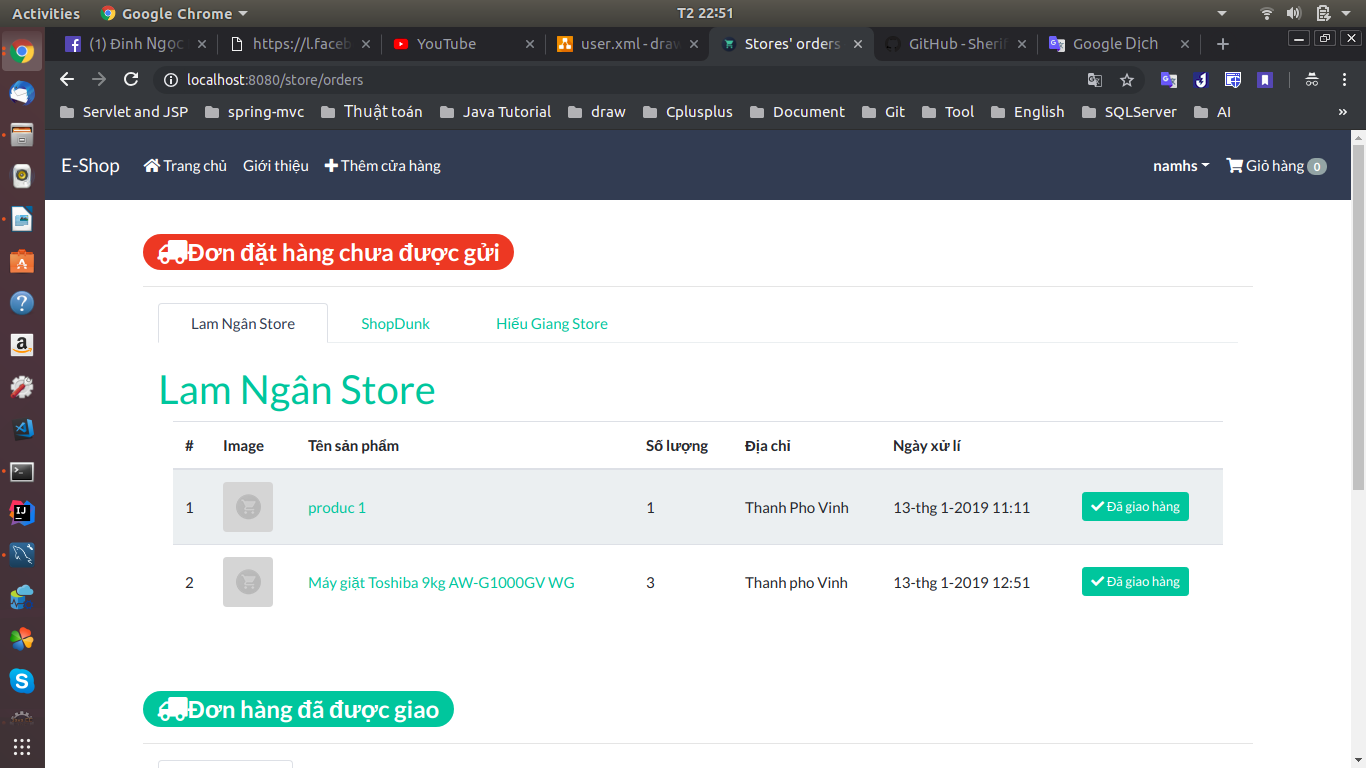 Activities Google Chrome T2 22:51
(1) Đinh Ngọc https://l.faceb YouTube user.xml - draw Stores' orders GitHub - Sherif Google Dịch
localhost:8080/store/orders
Servlet and JSP spring-mvc Thuật toán Java Tutorial draw Cplusplus Document Git Tool English SQLServer AI »
E-Shop Trang chủ Giới thiệu Thêm cửa hàng namhs Giỏ hàng 0
Đơn đặt hàng chưa được gửi
Lam Ngân Store ShopDunk Hiếu Giang Store
Lam Ngân Store
# Image Tên sản phẩm Số lượng Địa chỉ Ngày xử lí
1 produc 1 1 Thanh Pho Vinh 13-thg 1-2019 11:11 Đã giao hàng
2 Máy giặt Toshiba 9kg AW-G1000GV WG 3 Thanh pho Vinh 13-thg 1-2019 12:51 Đã giao hàng
Đơn hàng đã được giao